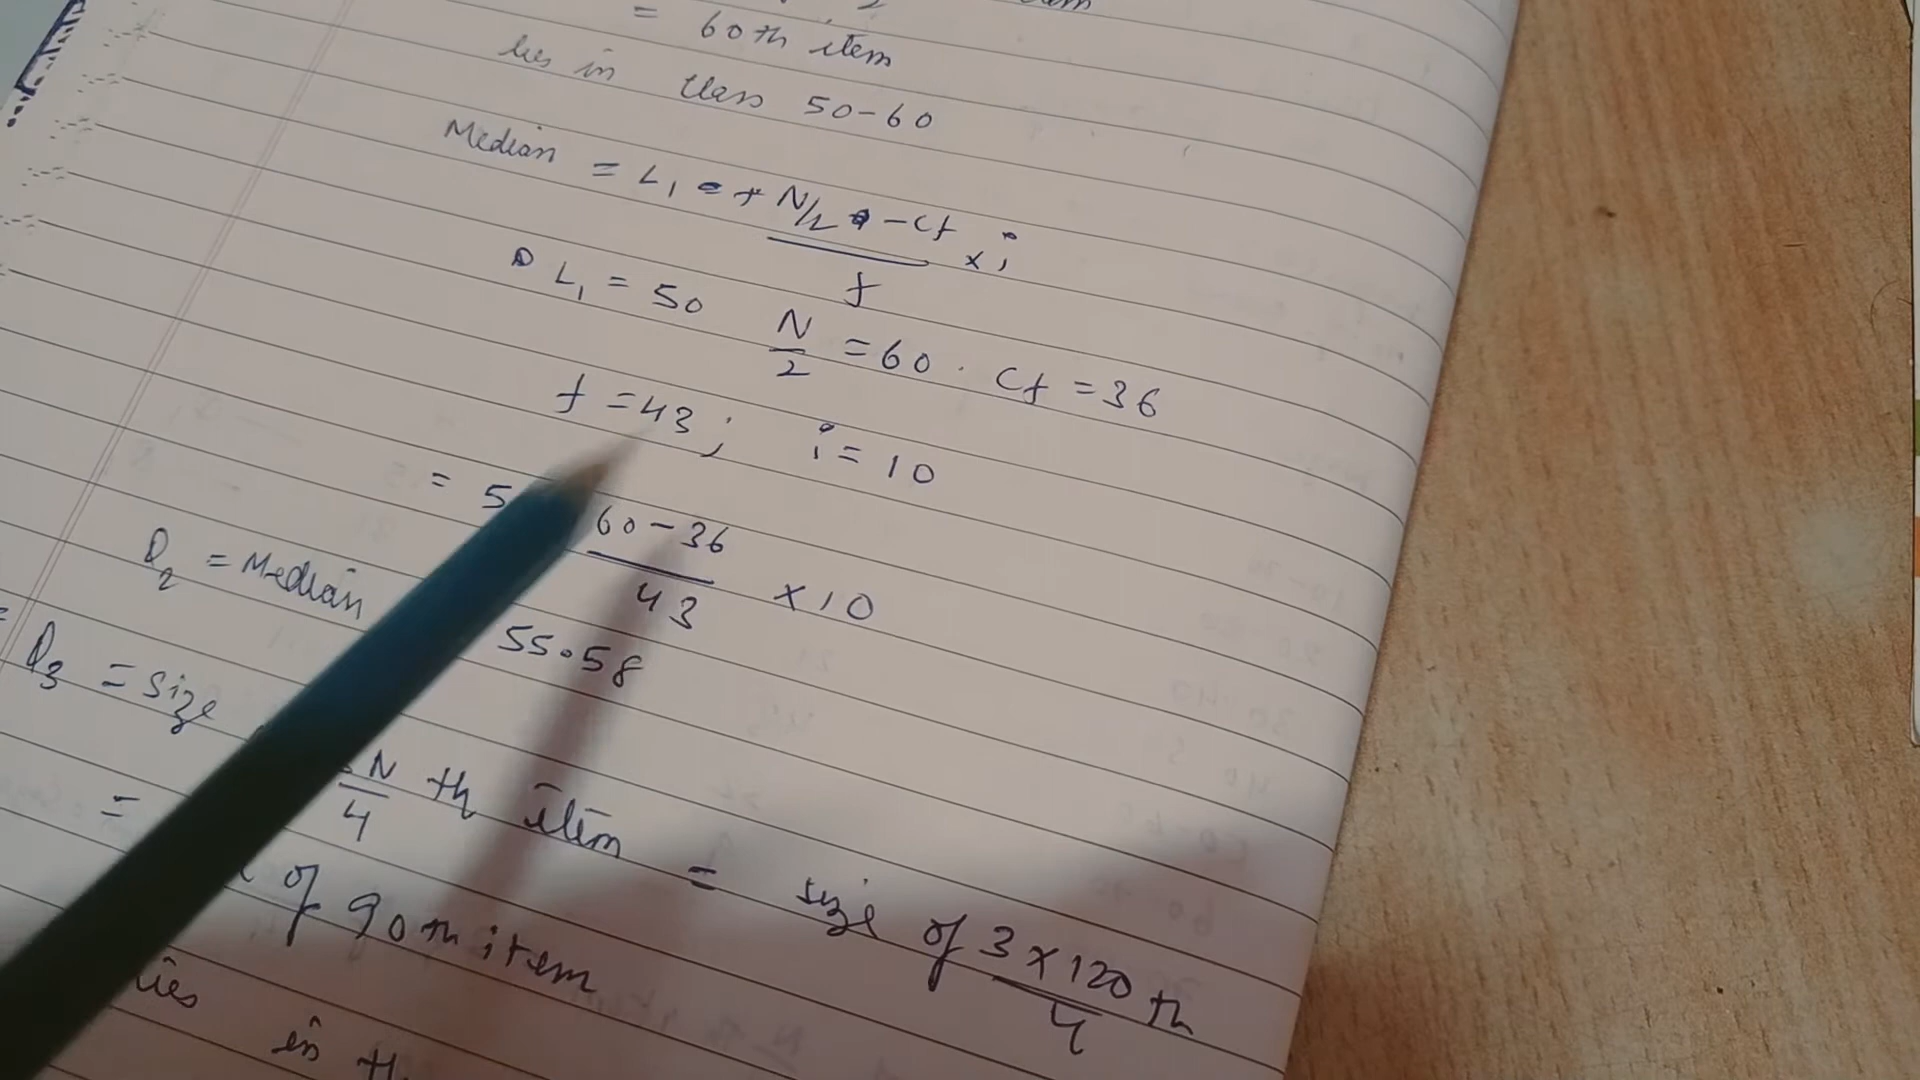 = 60th item
lies in class 50-60
Median = L₁ + N/2 - Cf × i
f
L₁ = 50 N/2 = 60 . Cf = 36
f = 43; i = 10
= 5 60-36/43 × 10
Q₂ = Median 55.58
Q₃ = size N/4 th item = size of 3×120/4 th
= of 90th item
lies in